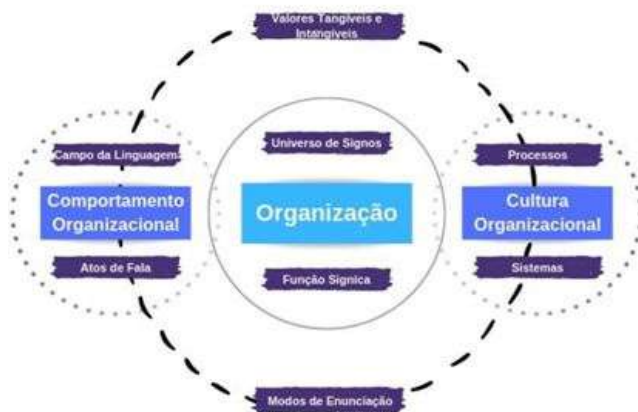 Valores Tangíveis e
Intangíveis
Campo da Linguagem
Universo de Signos
Processos
Comportamento
Organizacional
Organização
Cultura
Organizacional
Atos de Fala
Função Sígnica
Sistemas
Modos de Enunciação